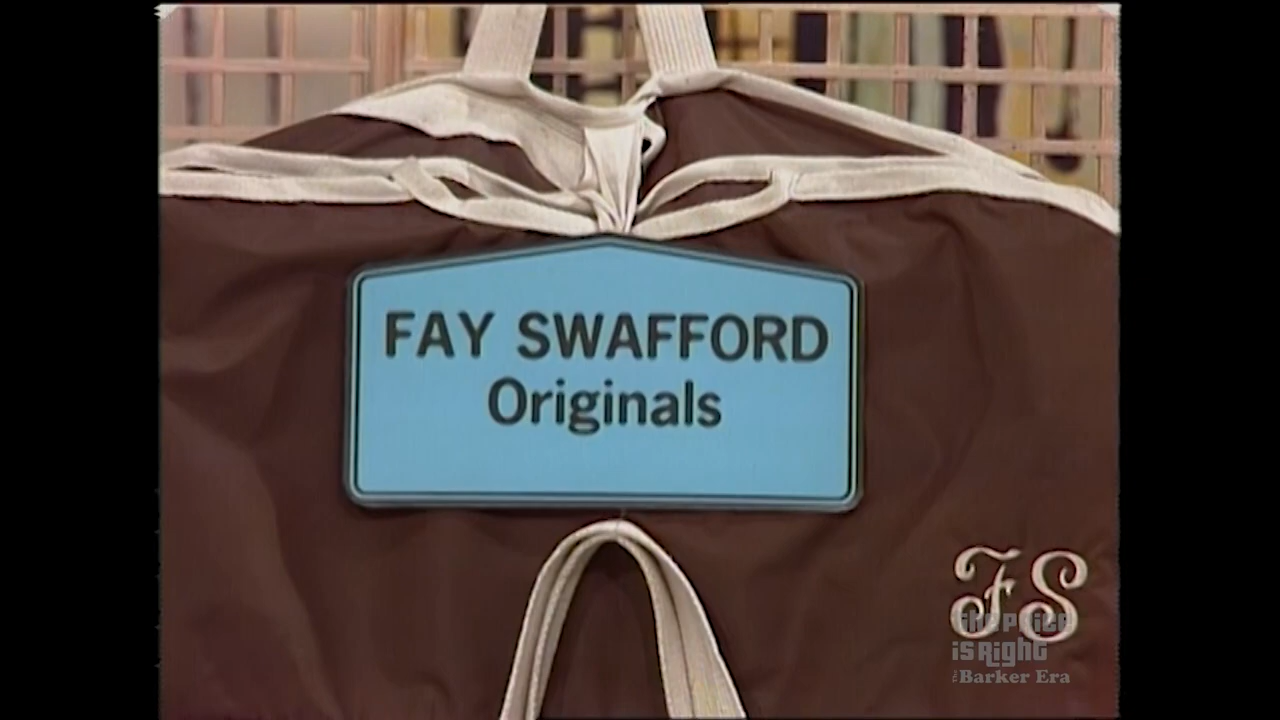 FAY SWAFFORD
Originals
FS
the Price
is Right
The Barker Era